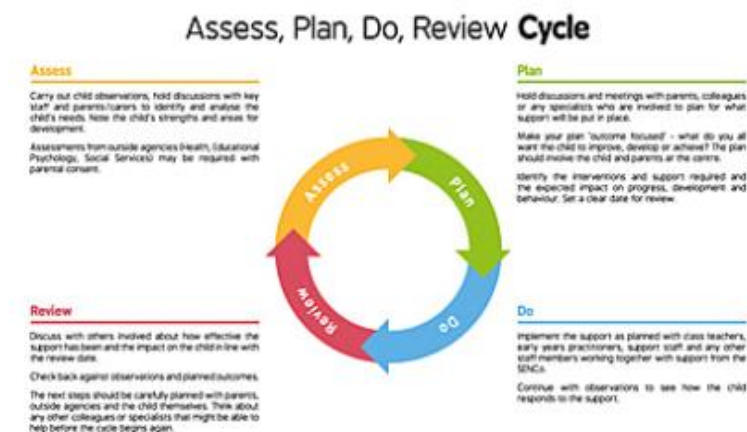 Assess, Plan, Do, Review Cycle
Assess
Carry out child observations, hold discussions with key
staff and parents/carers to identify and analyse the
child's needs. Note the child's strengths and areas for
development.
Assessments from outside agencies (Health, Educational
Psychology, Social Services) may be required with
parental consent.
Plan
Hold discussions and meetings with parents, colleagues
or any specialists who are involved to plan for what
support will be put in place.
Make your plan 'outcome focused' - what do you all
want the child to improve, develop or achieve? The plan
should involve the child and parents at the centre.
Identify the interventions and support required and
the expected impact on progress, development and
behaviour. Set a clear date for review.
Assess
Plan
Review
Do
Review
Discuss with others involved about how effective the
support has been and the impact on the child in line with
the review date.
Check back against observations and planned outcomes.
The next steps should be carefully planned with parents,
outside agencies and the child themselves. Think about
any other colleagues or specialists that might be able to
help before the cycle begins again.
Do
Implement the support as planned with class teachers,
early years practitioners, support staff and any other
staff members working together with support from the
SENCo.
Continue with observations to see how the child
responds to the support.